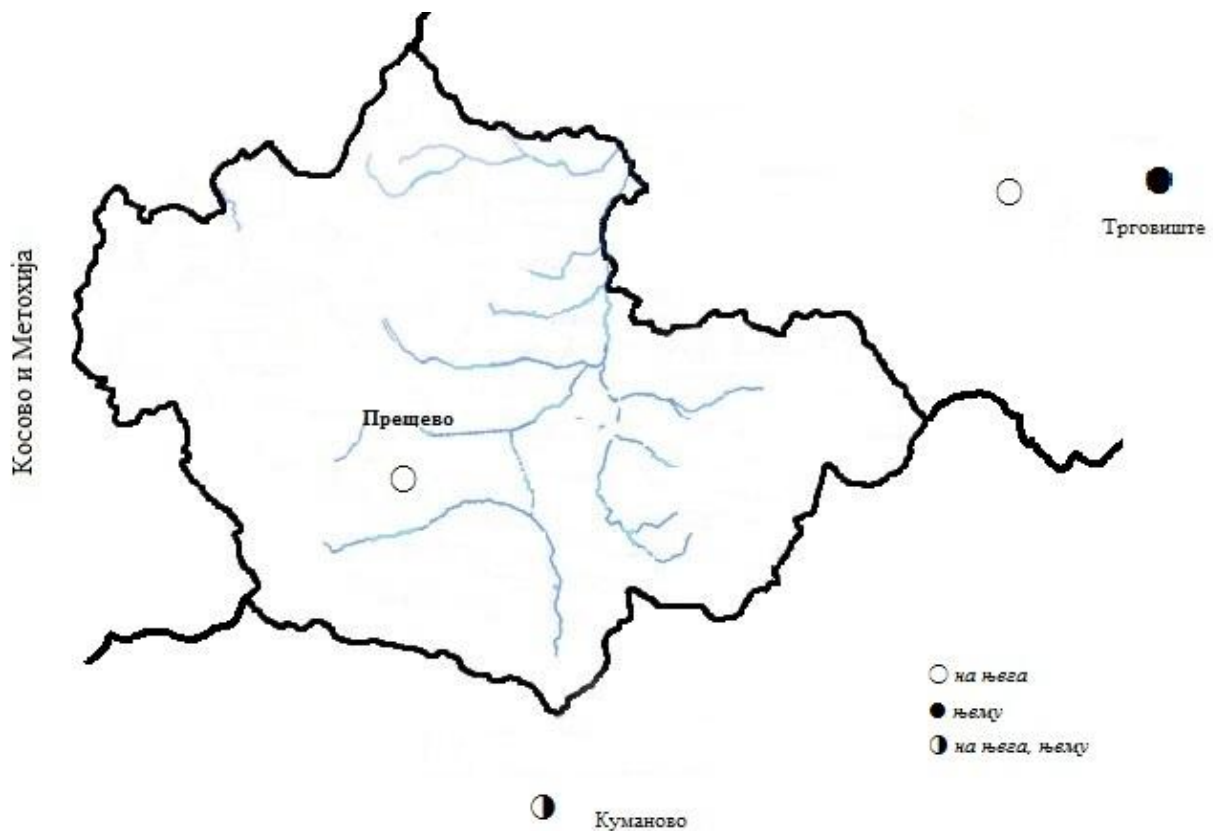 Трговиште
Косово и Метохија
Прешево
на њега
њему
на њега, њему
Куманово